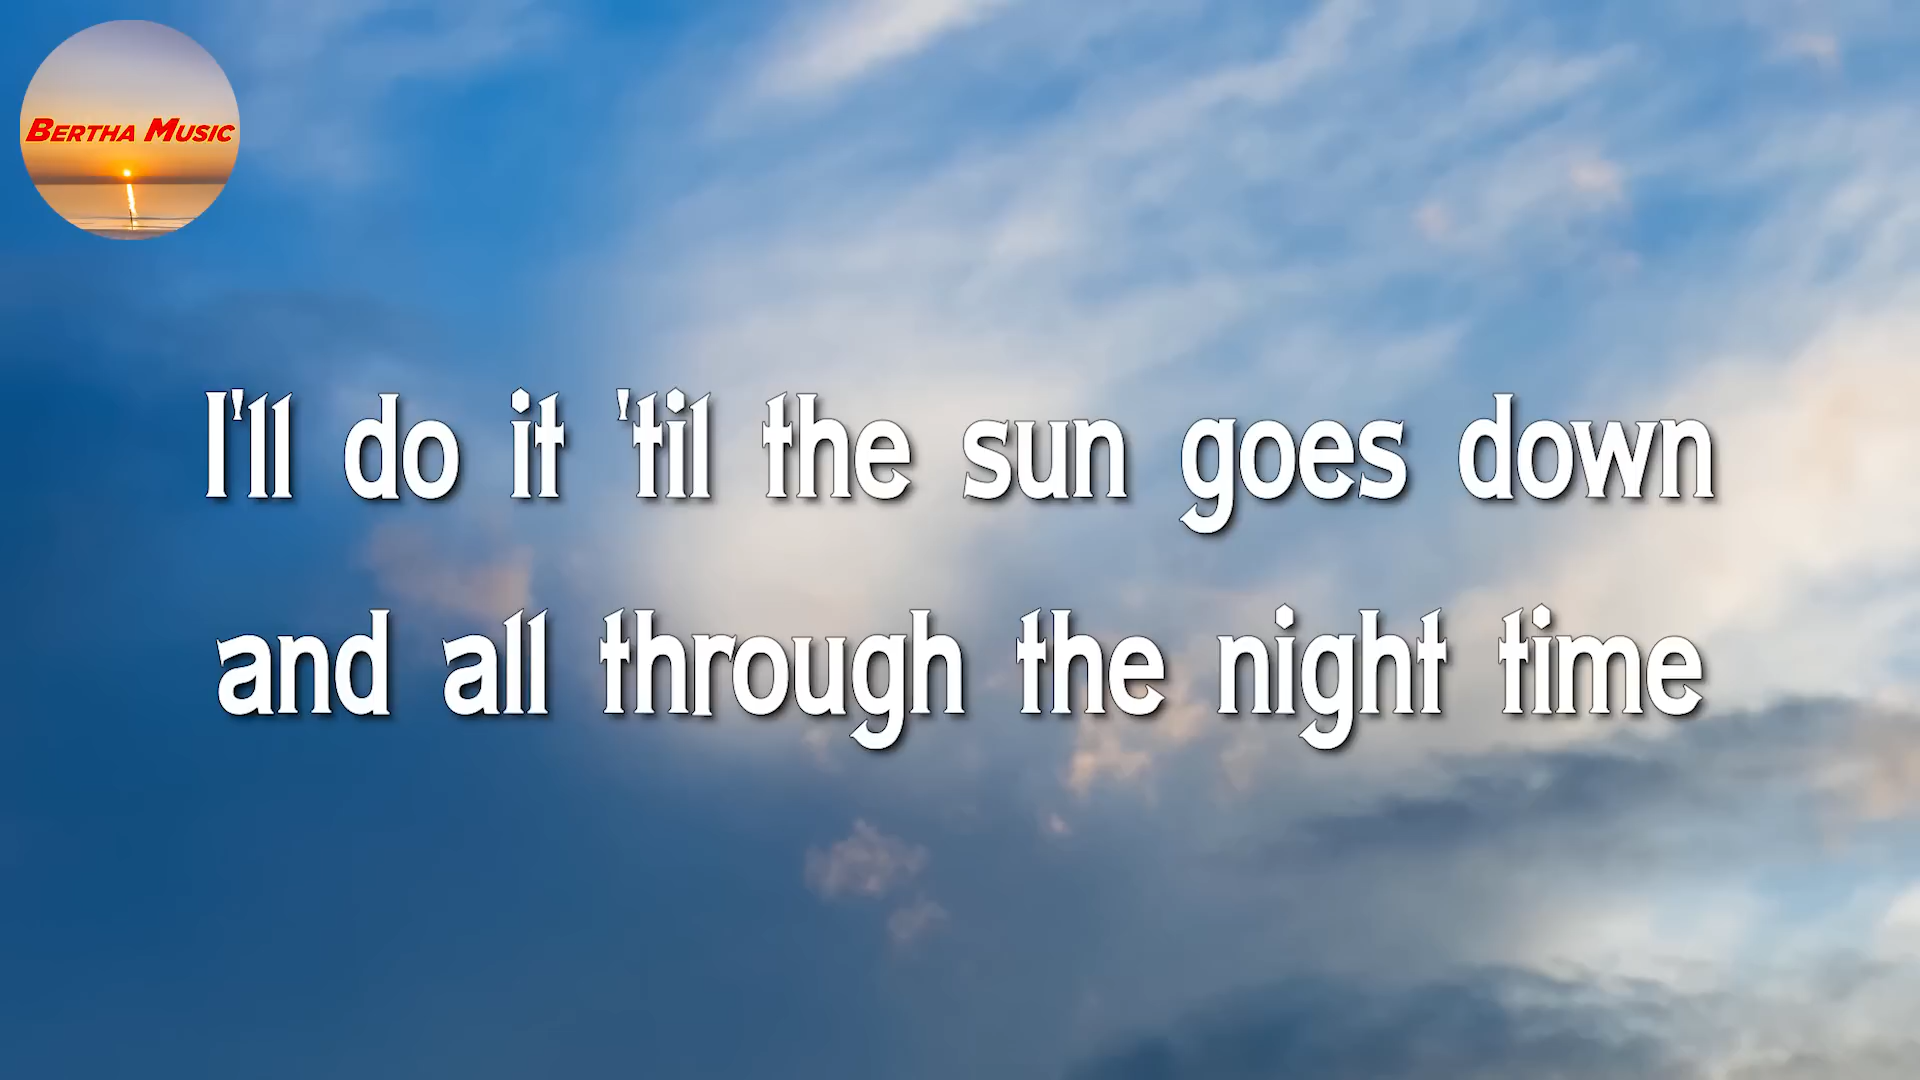 BERTHA MUSIC
I'll do it 'til the sun goes down
and all through the night time